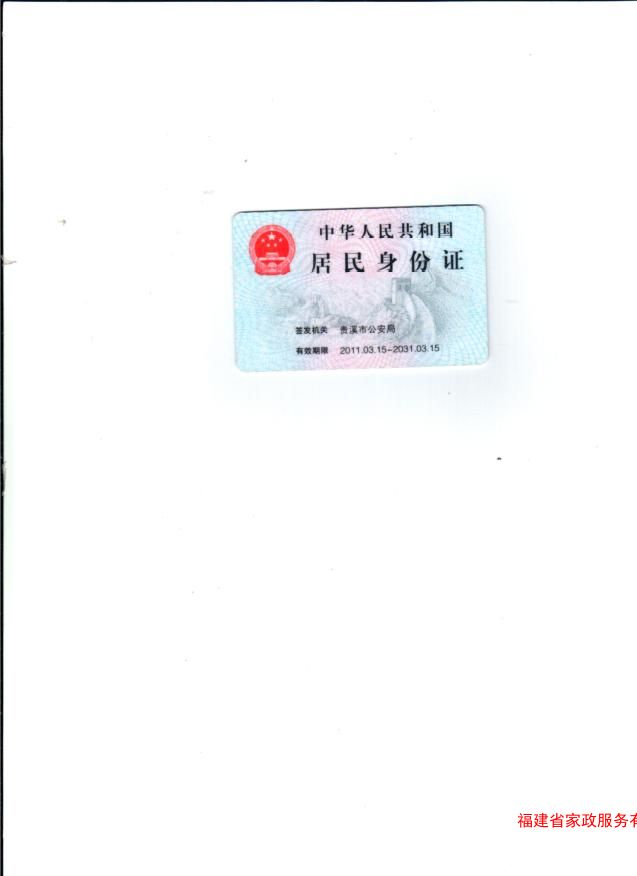 中华人民共和国
居民身份证
签发机关 贵溪市公安局
有效期限 2011.03.15-2031.03.15
福建省家政服务有